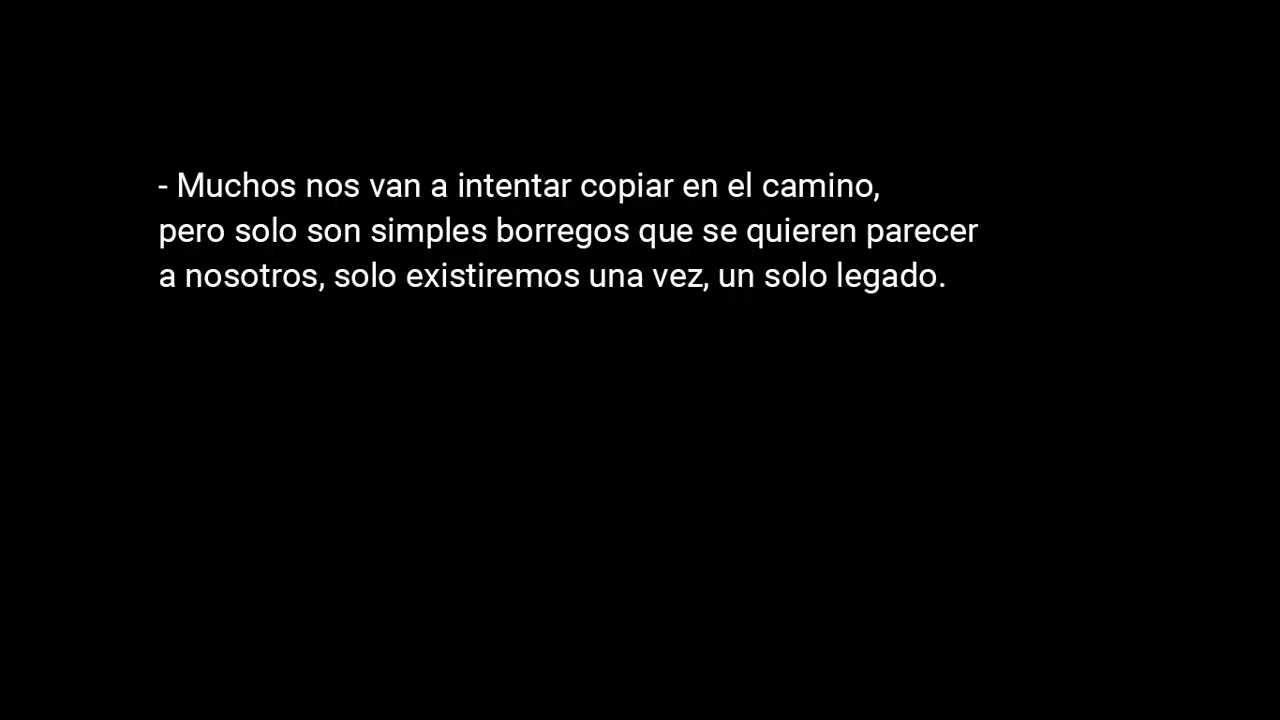 - Muchos nos van a intentar copiar en el camino,
pero solo son simples borregos que se quieren parecer
a nosotros, solo existiremos una vez, un solo legado.